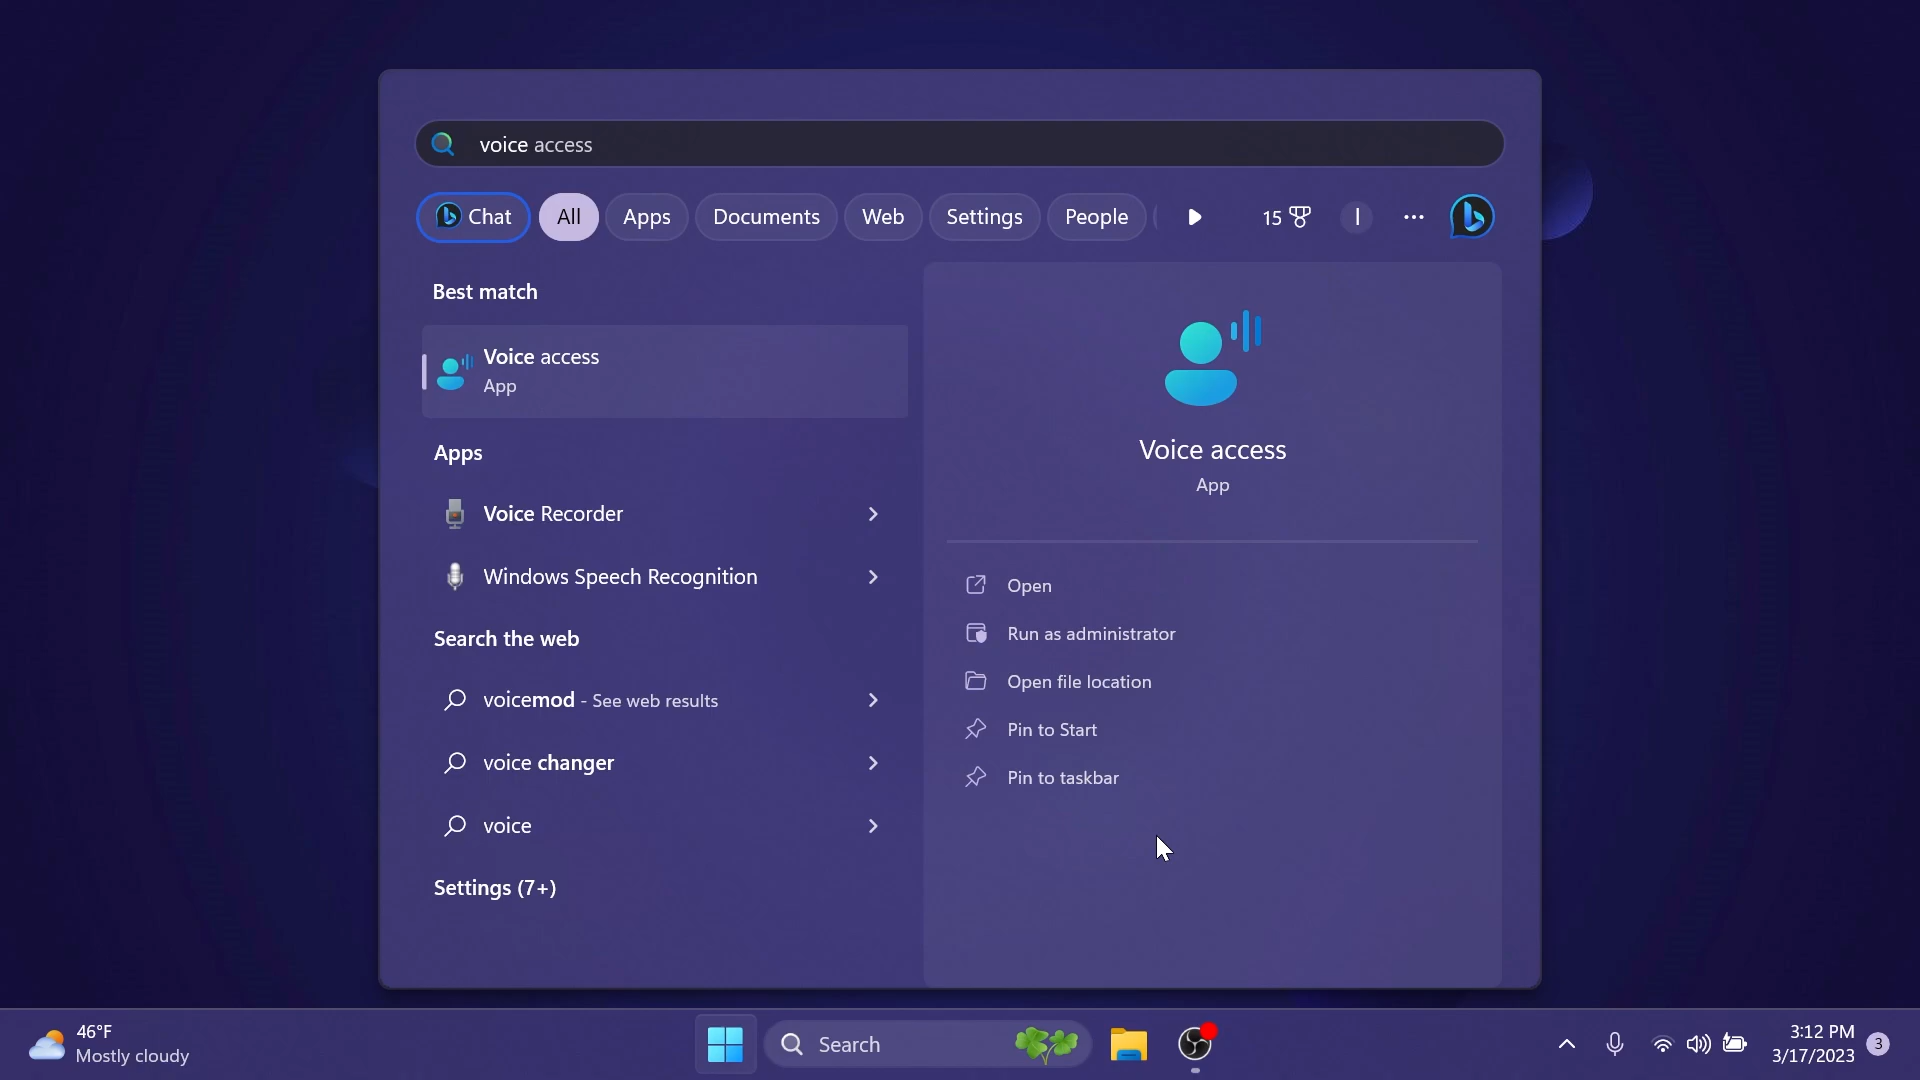 voice access
Chat All Apps Documents Web Settings People 15 I
Best match
Voice access
App
Apps
Voice Recorder
Windows Speech Recognition
Search the web
voicemod - See web results
voice changer
voice
Settings (7+)
Voice access
App
Open
Run as administrator
Open file location
Pin to Start
Pin to taskbar
46°F
Mostly cloudy
Search
3:12 PM
3/17/2023
3